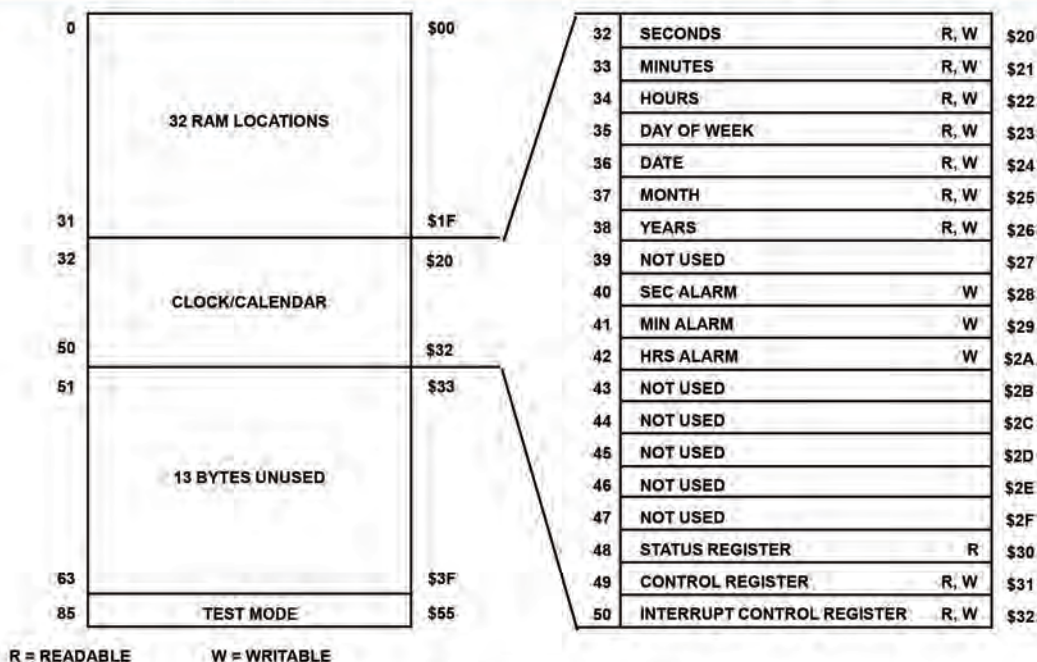 0 $00
32 RAM LOCATIONS
31 $1F
32 $20
CLOCK/CALENDAR
50 $32
51 $33
13 BYTES UNUSED
63 $3F
85 TEST MODE $55
32 SECONDS R, W $20
33 MINUTES R, W $21
34 HOURS R, W $22
35 DAY OF WEEK R, W $23
36 DATE R, W $24
37 MONTH R, W $25
38 YEARS R, W $26
39 NOT USED $27
40 SEC ALARM W $28
41 MIN ALARM W $29
42 HRS ALARM W $2A
43 NOT USED $2B
44 NOT USED $2C
45 NOT USED $2D
46 NOT USED $2E
47 NOT USED $2F
48 STATUS REGISTER R $30
49 CONTROL REGISTER R, W $31
50 INTERRUPT CONTROL REGISTER R, W $32
R = READABLE W = WRITABLE